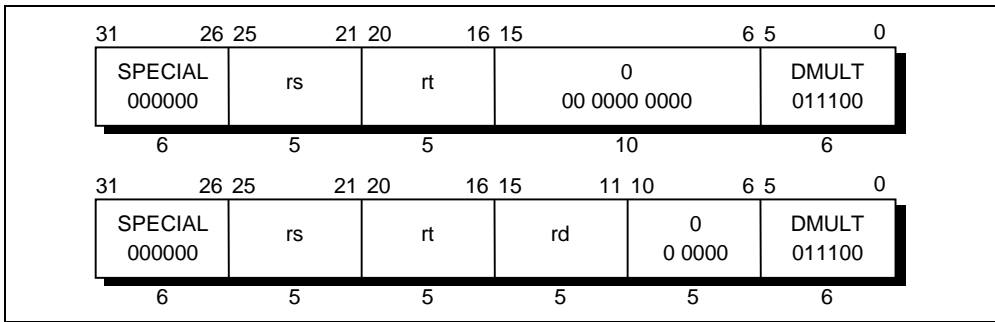 31 26 25 21 20 16 15 6 5 0
SPECIAL rs rt 0 DMULT
000000 00 0000 0000 011100
6 5 5 10 6
31 26 25 21 20 16 15 11 10 6 5 0
SPECIAL rs rt rd 0 DMULT
000000 0 0000 011100
6 5 5 5 5 6